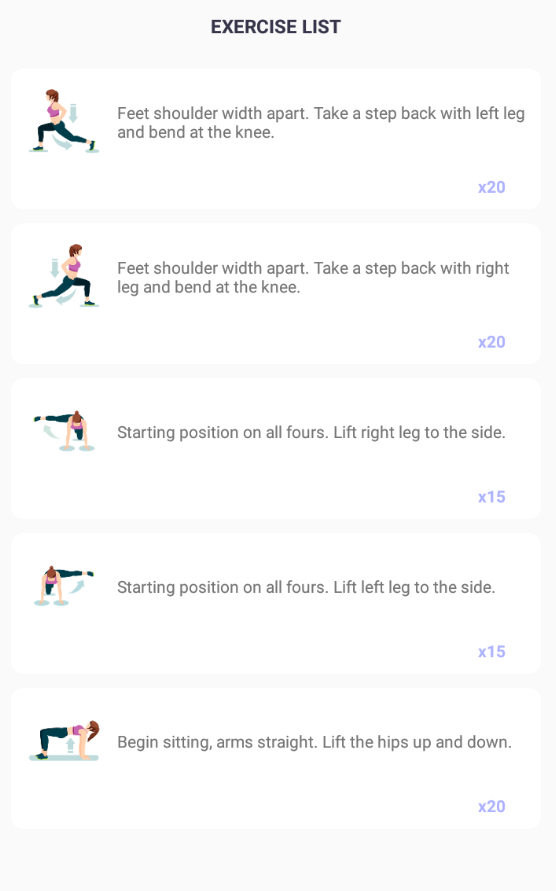 EXERCISE LIST
Feet shoulder width apart. Take a step back with left leg
and bend at the knee.
x20
Feet shoulder width apart. Take a step back with right
leg and bend at the knee.
x20
Starting position on all fours. Lift right leg to the side.
x15
Starting position on all fours. Lift left leg to the side.
x15
Begin sitting, arms straight. Lift the hips up and down.
x20